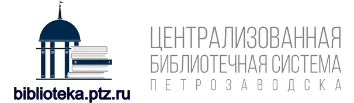 biblioteka.ptz.ru
ЦЕНТРАЛИЗОВАННАЯ
БИБЛИОТЕЧНАЯ СИСТЕМА
ПЕТРОЗАВОДСКА